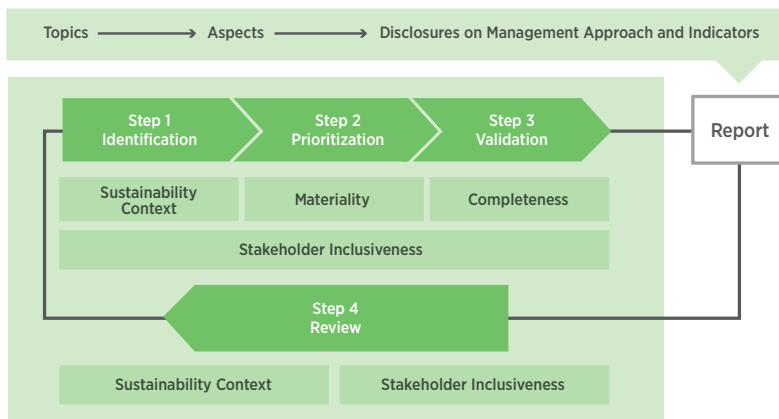 Topics Aspects Disclosures on Management Approach and Indicators
Step 1
Identification
Step 2
Prioritization
Step 3
Validation
Report
Sustainability
Context
Materiality
Completeness
Stakeholder Inclusiveness
Step 4
Review
Sustainability Context
Stakeholder Inclusiveness